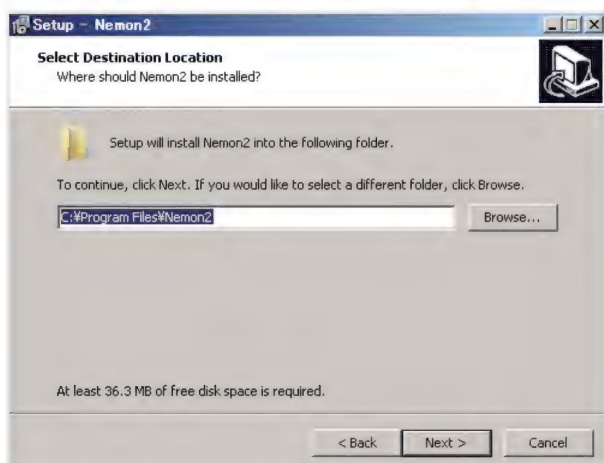 Setup - Nemon2
Select Destination Location
Where should Nemon2 be installed?
Setup will install Nemon2 into the following folder.
To continue, click Next. If you would like to select a different folder, click Browse.
C:¥Program Files¥Nemon2
Browse...
At least 36.3 MB of free disk space is required.
< Back
Next >
Cancel